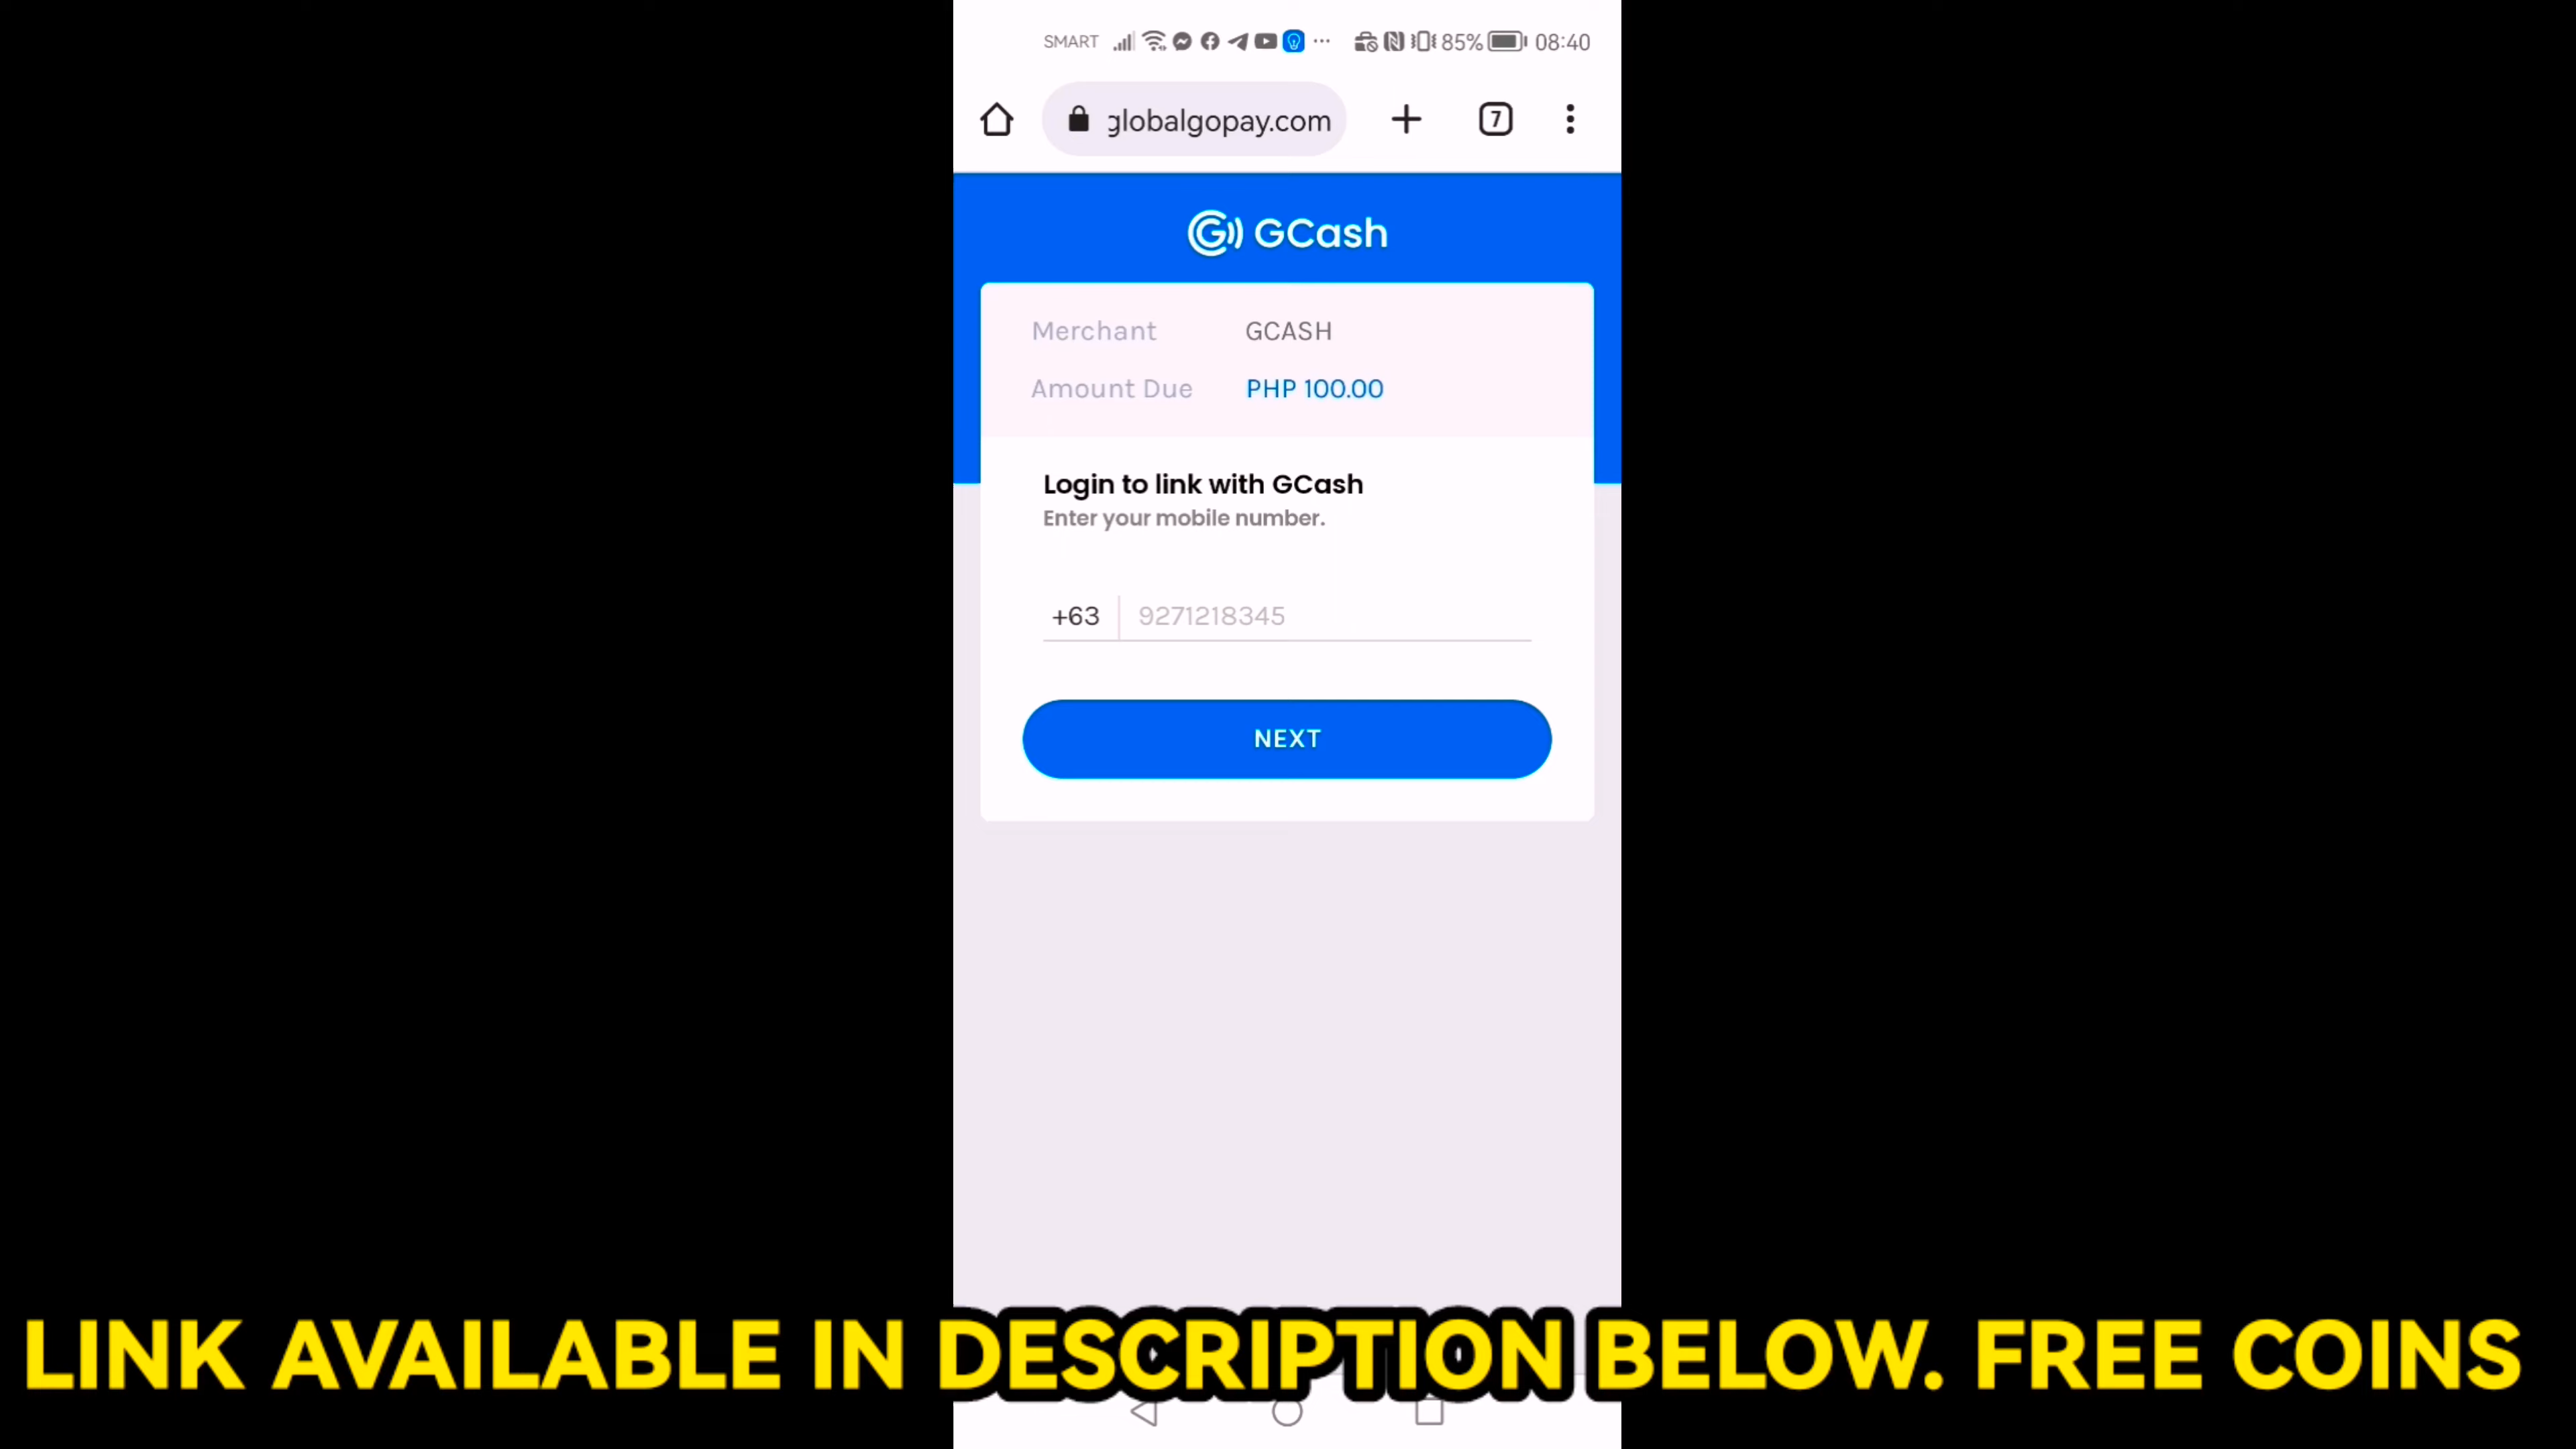 SMART 85% 08:40
globalgopay.com 7
GCash
Merchant GCASH
Amount Due PHP 100.00
Login to link with GCash
Enter your mobile number.
+63 9271218345
NEXT
LINK AVAILABLE IN DESCRIPTION BELOW. FREE COINS